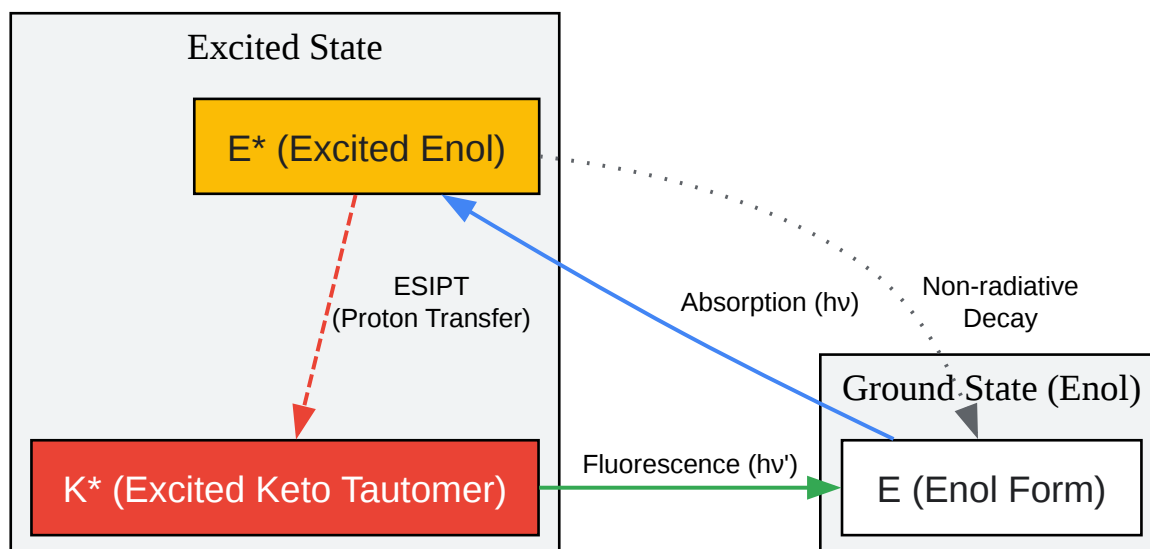 Excited State
E* (Excited Enol)
ESIPT
(Proton Transfer)
Absorption (hν)
Non-radiative
Decay
Ground State (Enol)
K* (Excited Keto Tautomer)
Fluorescence (hν')
E (Enol Form)